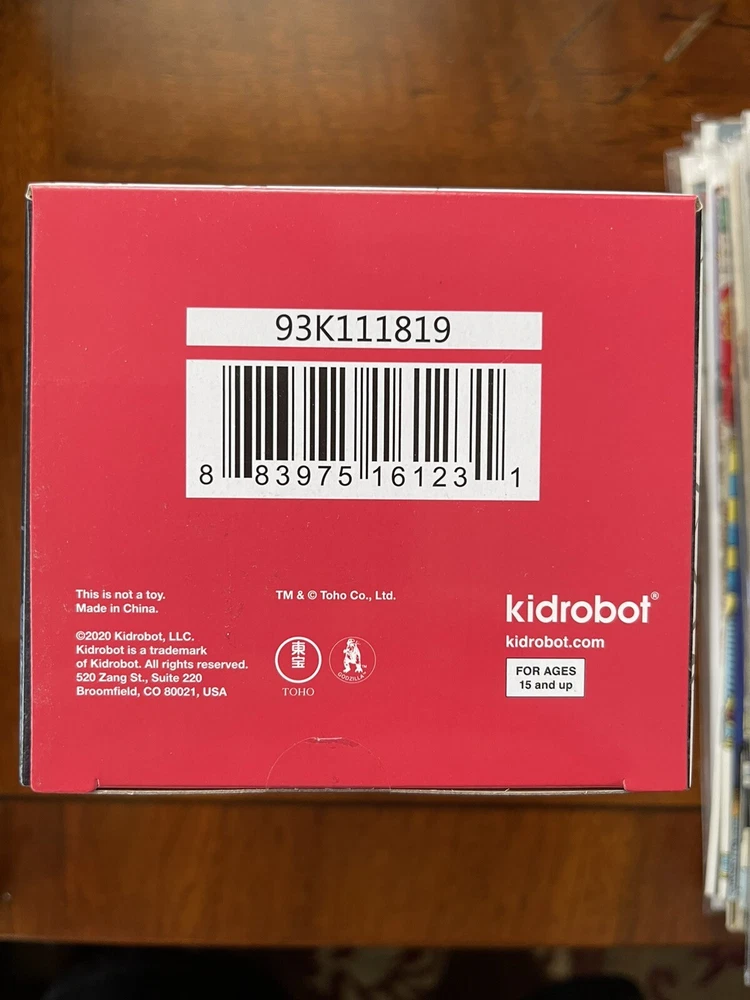 93K111819
8 83975 16123 1
This is not a toy.
Made in China.
©2020 Kidrobot, LLC.
Kidrobot is a trademark
of Kidrobot. All rights reserved.
520 Zang St., Suite 220
Broomfield, CO 80021, USA
TM & © Toho Co., Ltd.
東宝
TOHO
GODZILLA™
kidrobot®
kidrobot.com
FOR AGES
15 and up